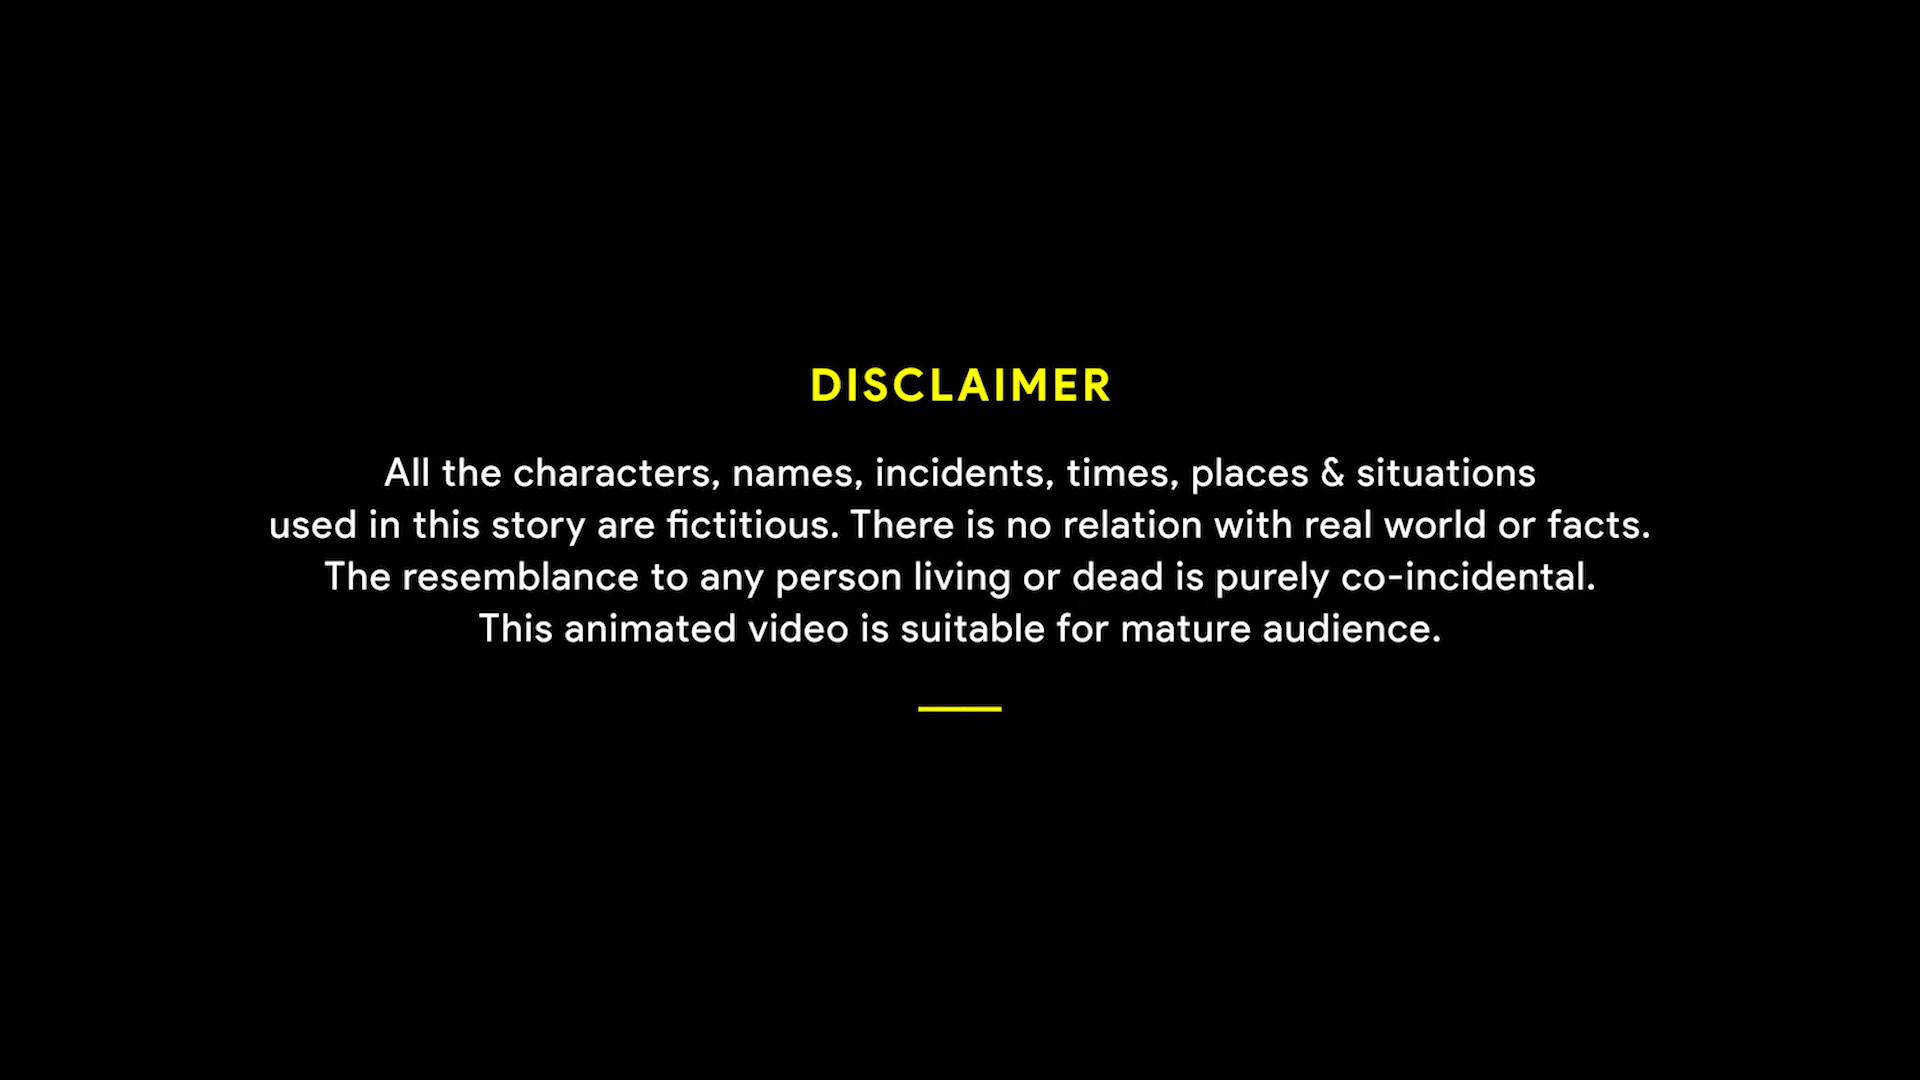 DISCLAIMER
All the characters, names, incidents, times, places & situations
used in this story are fictitious. There is no relation with real world or facts.
The resemblance to any person living or dead is purely co-incidental.
This animated video is suitable for mature audience.